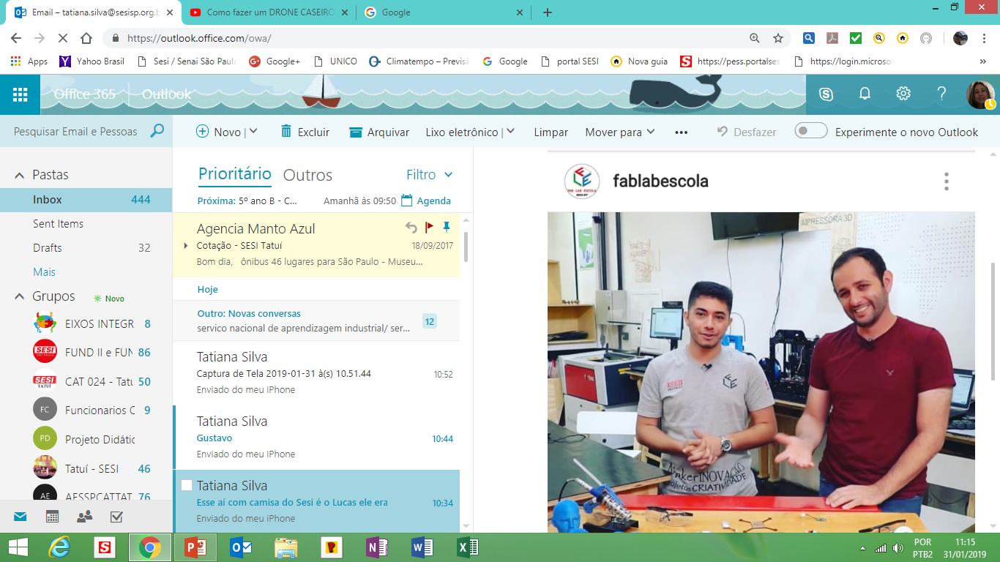 Email – tatiana.silva@sesisp.org.b
Como fazer um DRONE CASEIRO
Google
https://outlook.office.com/owa/
Apps
Yahoo Brasil
Sesi / Senai São Paulo
Google+
UNICO
Climatempo – Previsã
Google
portal SESI
Nova guia
https://pess.portalses
https://login.microsof
»
Office 365
Outlook
Pesquisar Email e Pessoas
Novo
Excluir
Arquivar
Lixo eletrônico
Limpar
Mover para
Desfazer
Experimente o novo Outlook
Pastas
Inbox 444
Sent Items
Drafts 32
Mais
Grupos Novo
EIXOS INTEGR 8
SESI FUND II e FUN 86
SESI TATUÍ CAT 024 - Tatu 50
FC Funcionarios C 9
PD Projeto Didátic
Tatuí - SESI 46
AE AESSPCATTAT 76
Prioritário Outros Filtro
Próxima: 5º ano B - C... Amanhã às 09:50 Agenda
Agencia Manto Azul
Cotação - SESI Tatuí 18/09/2017
Bom dia, ônibus 46 lugares para São Paulo - Museu...
Hoje
Outro: Novas conversas
servico nacional de aprendizagem industrial/ ser... 12
Tatiana Silva
Captura de Tela 2019-01-31 à(s) 10.51.44 10:52
Enviado do meu iPhone
Tatiana Silva
Gustavo 10:44
Enviado do meu iPhone
Tatiana Silva
Esse aí com camisa do Sesi é o Lucas ele era 10:34
Enviado do meu iPhone
fablabescola
IMPRESSORA 3D
Maker INOVAÇÃO
Projetos CRIATIVIDADE
POR
PTB2
11:15
31/01/2019